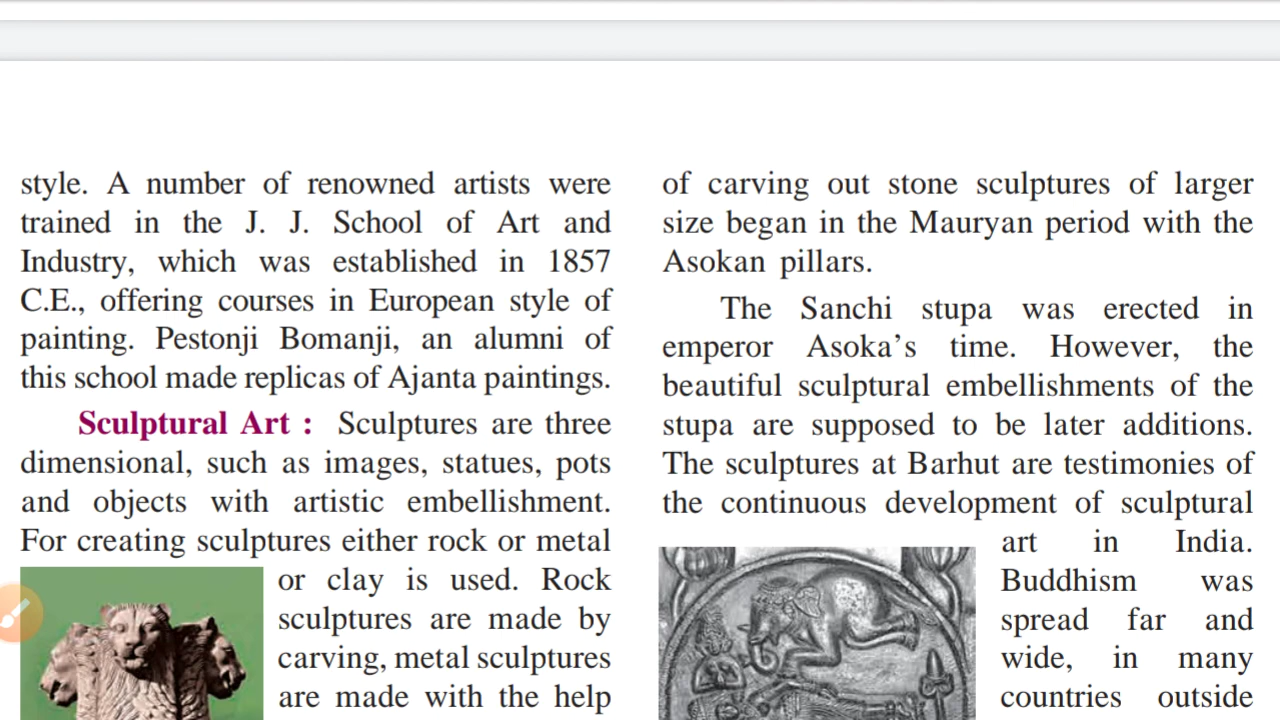 style. A number of renowned artists were
trained in the J. J. School of Art and
Industry, which was established in 1857
C.E., offering courses in European style of
painting. Pestonji Bomanji, an alumni of
this school made replicas of Ajanta paintings.
Sculptural Art : Sculptures are three
dimensional, such as images, statues, pots
and objects with artistic embellishment.
For creating sculptures either rock or metal
or clay is used. Rock
sculptures are made by
carving, metal sculptures
are made with the help
of carving out stone sculptures of larger
size began in the Mauryan period with the
Asokan pillars.
The Sanchi stupa was erected in
emperor Asoka’s time. However, the
beautiful sculptural embellishments of the
stupa are supposed to be later additions.
The sculptures at Barhut are testimonies of
the continuous development of sculptural
art in India.
Buddhism was
spread far and
wide, in many
countries outside